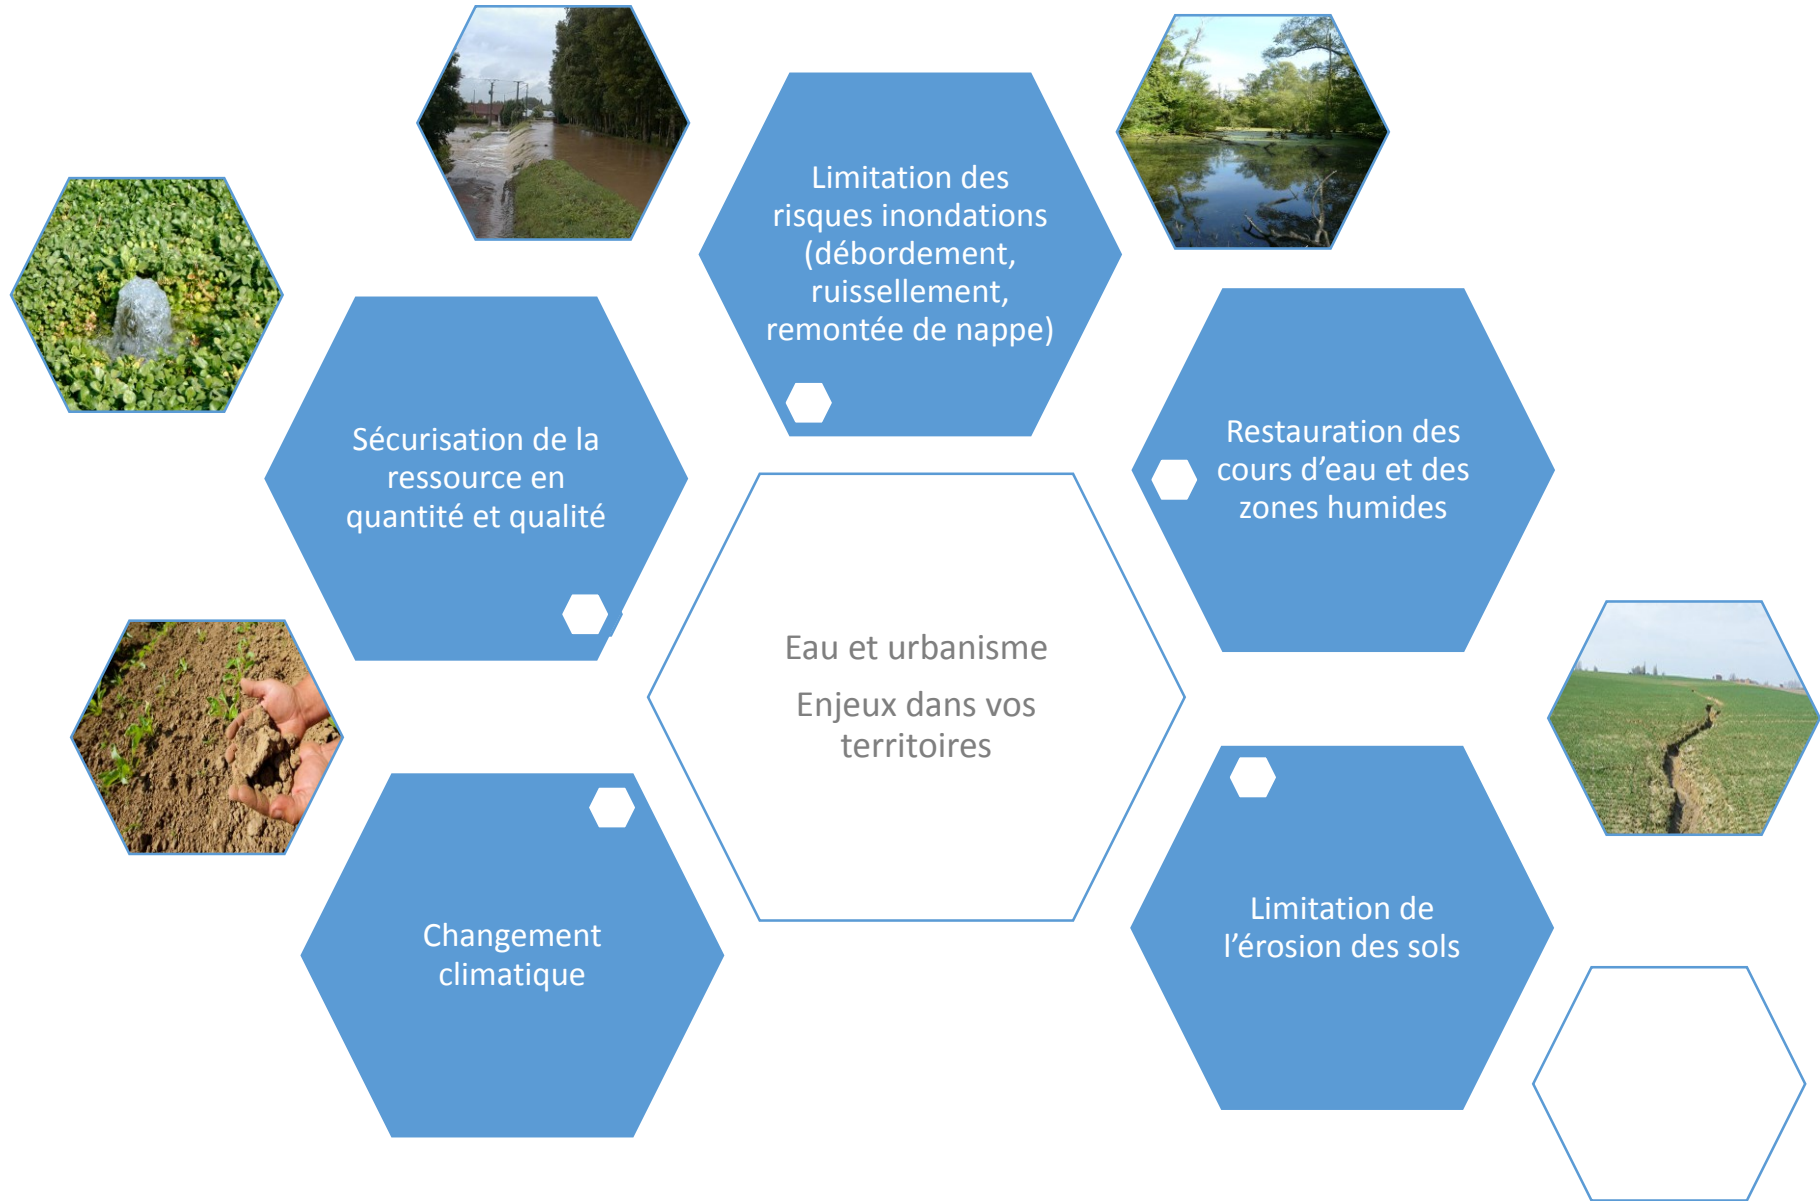 Limitation des
risques inondations
(débordement,
ruissellement,
remontée de nappe)
Sécurisation de la
ressource en
quantité et qualité
Restauration des
cours d’eau et des
zones humides
Eau et urbanisme
Enjeux dans vos
territoires
Changement
climatique
Limitation de
l’érosion des sols